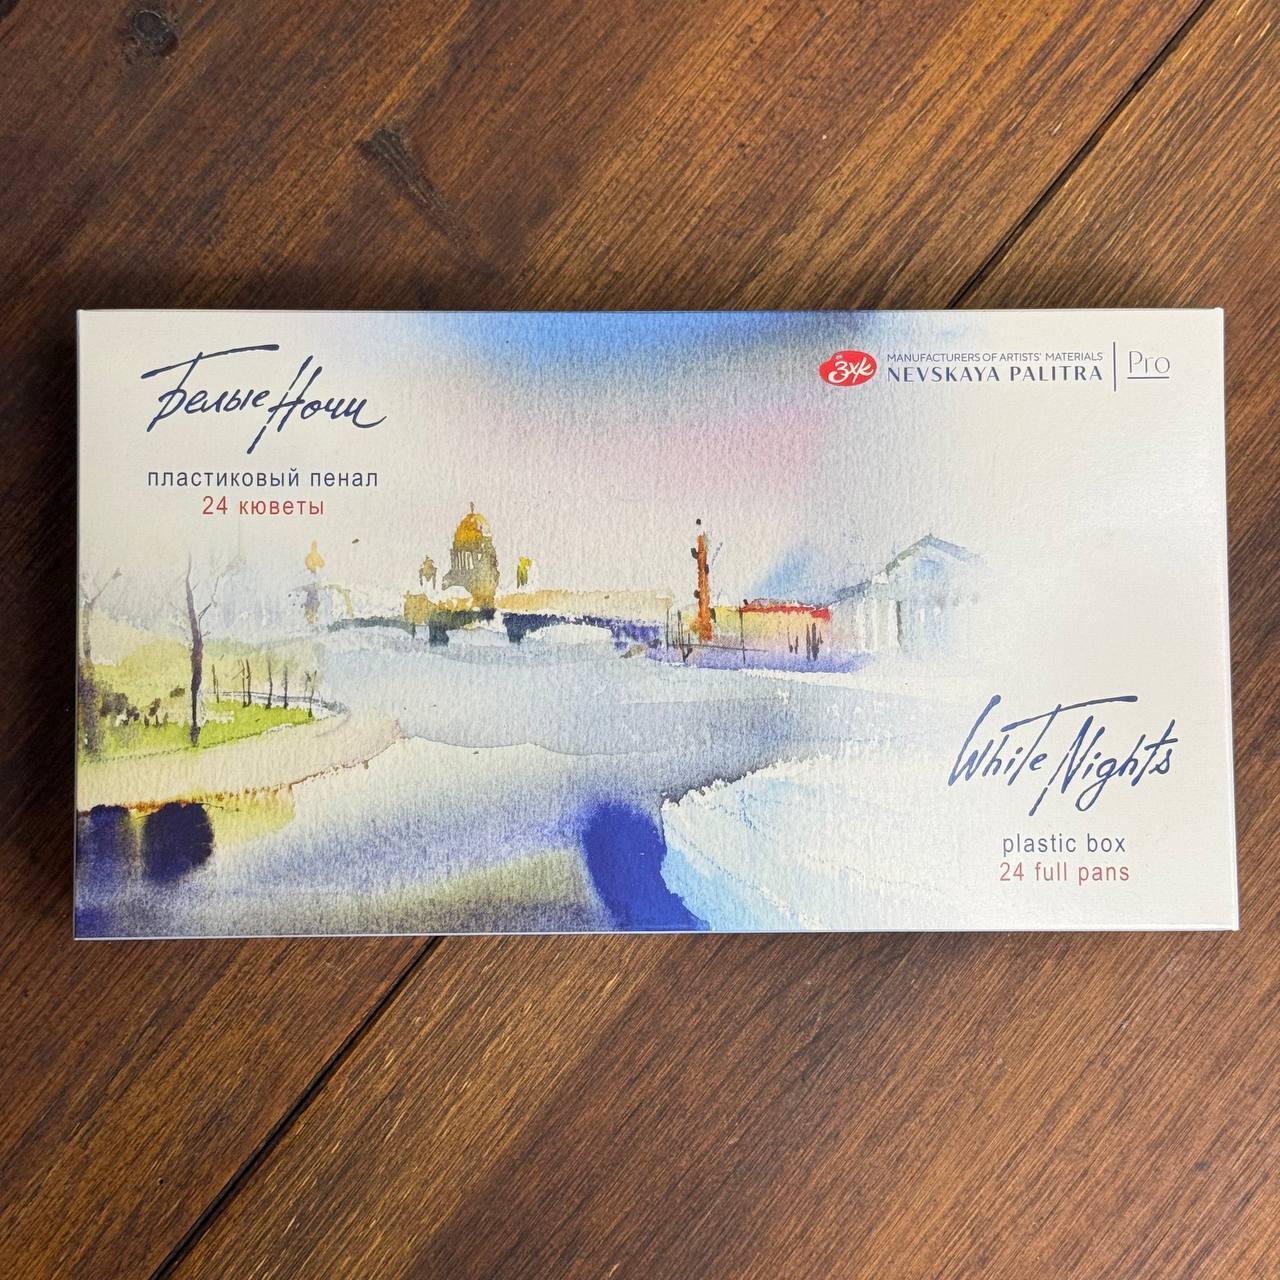 Белые Ночи
пластиковый пенал
24 кюветы
ЗХК
MANUFACTURERS OF ARTISTS' MATERIALS
NEVSKAYA PALITRA
Pro
White Nights
plastic box
24 full pans